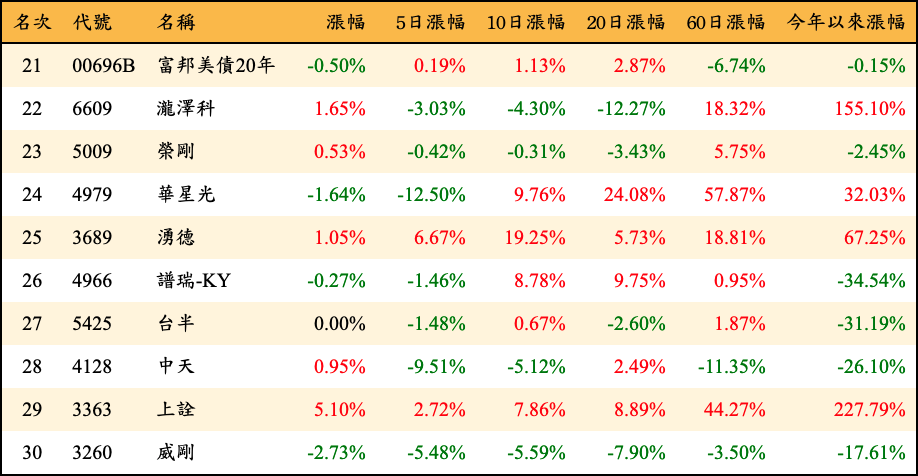 名次 代號 名稱 漲幅 5日漲幅 10日漲幅 20日漲幅 60日漲幅 今年以來漲幅
21 00696B 富邦美債20年 -0.50% 0.19% 1.13% 2.87% -6.74% -0.15%
22 6609 瀧澤科 1.65% -3.03% -4.30% -12.27% 18.32% 155.10%
23 5009 榮剛 0.53% -0.42% -0.31% -3.43% 5.75% -2.45%
24 4979 華星光 -1.64% -12.50% 9.76% 24.08% 57.87% 32.03%
25 3689 湧德 1.05% 6.67% 19.25% 5.73% 18.81% 67.25%
26 4966 譜瑞-KY -0.27% -1.46% 8.78% 9.75% 0.95% -34.54%
27 5425 台半 0.00% -1.48% 0.67% -2.60% 1.87% -31.19%
28 4128 中天 0.95% -9.51% -5.12% 2.49% -11.35% -26.10%
29 3363 上詮 5.10% 2.72% 7.86% 8.89% 44.27% 227.79%
30 3260 威剛 -2.73% -5.48% -5.59% -7.90% -3.50% -17.61%